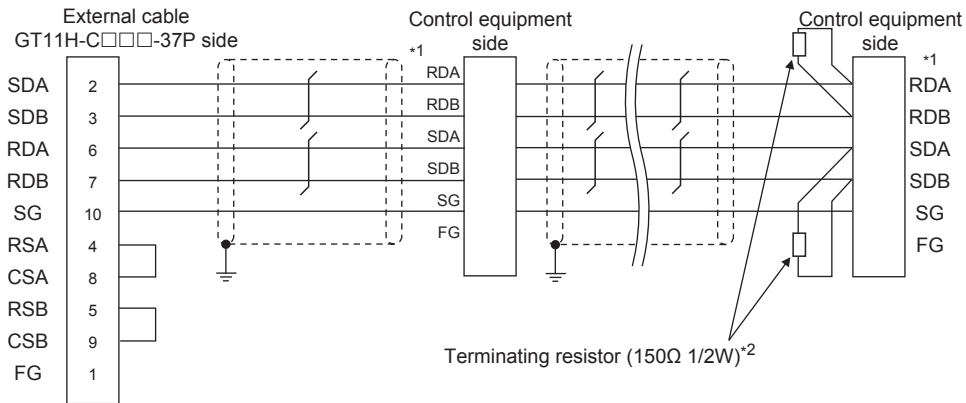 External cable
GT11H-C□□□-37P side
Control equipment
side
Control equipment
side
*1
*1
SDA 2
SDB 3
RDA 6
RDB 7
SG 10
RSA 4
CSA 8
RSB 5
CSB 9
FG 1
RDA
RDB
SDA
SDB
SG
FG
RDA
RDB
SDA
SDB
SG
FG
Terminating resistor (150Ω 1/2W)*2